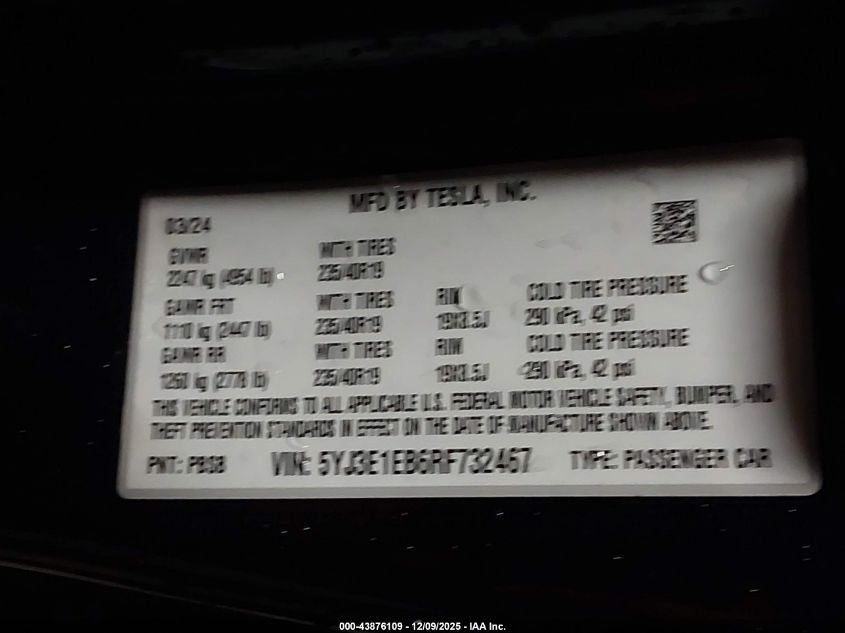 MFD BY TESLA, INC.
03/24
GVWR WITH TIRES
2247 kg (4954 lb) 235/40R19
GAWR FRT WITH TIRES RIM COLD TIRE PRESSURE
1110 kg (2447 lb) 235/40R19 19X8.5J 290 kPa, 42 psi
GAWR RR WITH TIRES RIM COLD TIRE PRESSURE
1260 kg (2778 lb) 235/40R19 19X8.5J 290 kPa, 42 psi
THIS VEHICLE CONFORMS TO ALL APPLICABLE U.S. FEDERAL MOTOR VEHICLE SAFETY, BUMPER, AND
THEFT PREVENTION STANDARDS IN EFFECT ON THE DATE OF MANUFACTURE SHOWN ABOVE.
PNT: PBSB VIN: 5YJ3E1EB6RF732467 TYPE: PASSENGER CAR
000-43876109 - 12/09/2025 - IAA Inc.